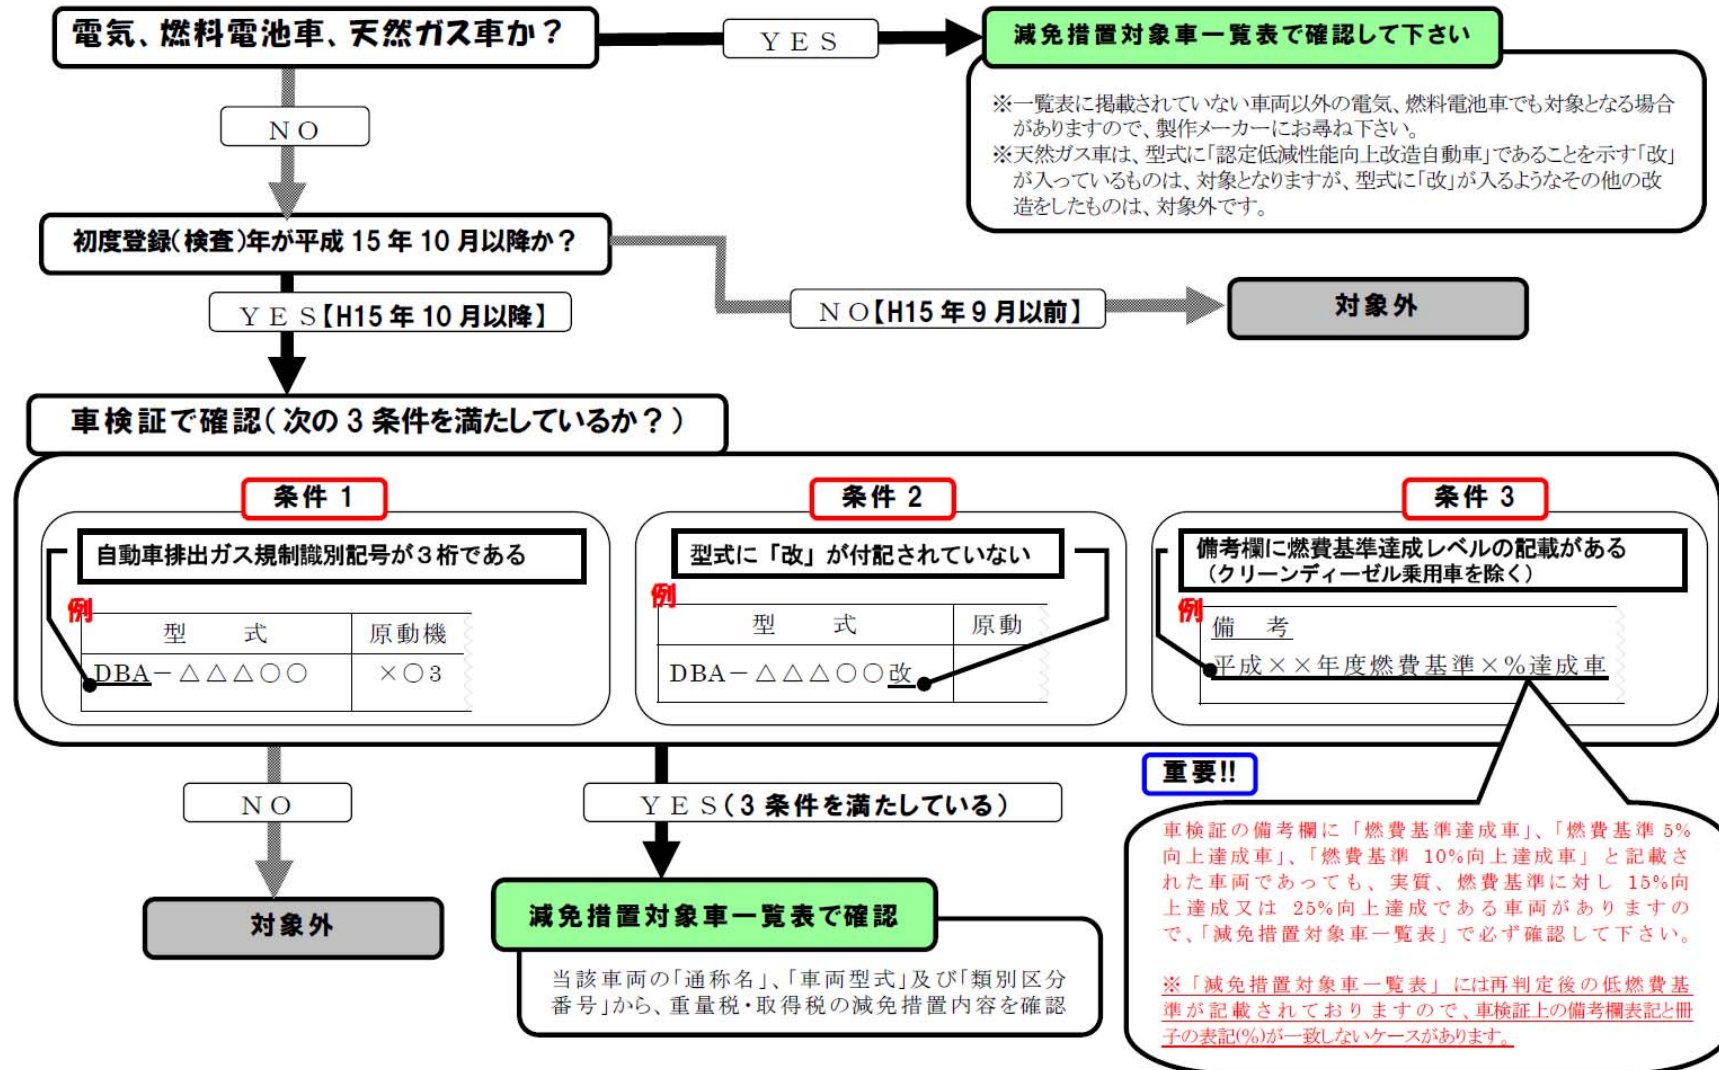 電気、燃料電池車、天然ガス車か？
ＹＥＳ
減免措置対象車一覧表で確認して下さい
※一覧表に掲載されていない車両以外の電気、燃料電池車でも対象となる場合
がありますので、製作メーカーにお尋ね下さい。
※天然ガス車は、型式に「認定低減性能向上改造自動車」であることを示す「改」
が入っているものは、対象となりますが、型式に「改」が入るようなその他の改
造をしたものは、対象外です。
ＮＯ
初度登録（検査）年が平成 15 年 10 月以降か？
ＹＥＳ【H15 年 10 月以降】
ＮＯ【H15 年 9 月以前】
対象外
車検証で確認（次の 3 条件を満たしているか？）
条件 1
自動車排出ガス規制識別記号が３桁である
例
型　式　原動機
DBA－△△△○○　×○3
条件 2
型式に「改」が付記されていない
例
型　式　原動
DBA－△△△○○改
条件 3
備考欄に燃費基準達成レベルの記載がある
（クリーンディーゼル乗用車を除く）
例
備　考
平成××年度燃費基準×%達成車
ＮＯ
対象外
ＹＥＳ（3 条件を満たしている）
減免措置対象車一覧表で確認
当該車両の「通称名」、「車両型式」及び「類別区分
番号」から、重量税・取得税の減免措置内容を確認
重要!!
車検証の備考欄に「燃費基準達成車」、「燃費基準 5%
向上達成車」、「燃費基準 10%向上達成車」と記載さ
れた車両であっても、実質、燃費基準に対し 15%向
上達成又は 25%向上達成である車両がありますの
で、「減免措置対象車一覧表」で必ず確認して下さい。
※「減免措置対象車一覧表」には再判定後の低燃費基
準が記載されておりますので、車検証上の備考欄表記と冊
子の表記(%)が一致しないケースがあります。